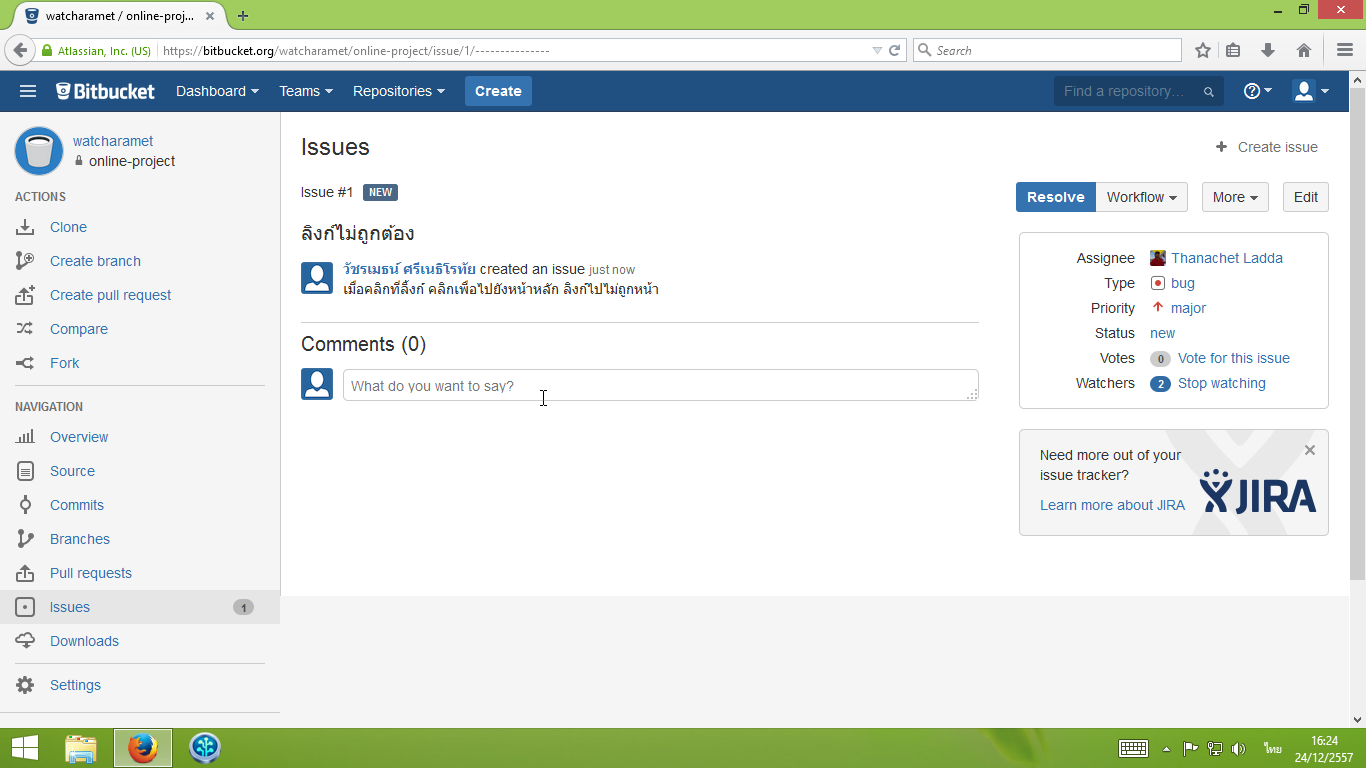 watcharamet / online-proj...
Atlassian, Inc. (US) https://bitbucket.org/watcharamet/online-project/issue/1/---------------
Search
Bitbucket Dashboard Teams Repositories Create Find a repository...
watcharamet
online-project
ACTIONS
Clone
Create branch
Create pull request
Compare
Fork
NAVIGATION
Overview
Source
Commits
Branches
Pull requests
Issues 1
Downloads
Settings
Issues
Create issue
Issue #1 NEW
Resolve Workflow More Edit
ลิงก์ไม่ถูกต้อง
วัชรเมธน์ ศรีเนธิโรทัย created an issue just now
เมื่อคลิกที่ลิ้งก์ คลิกเพื่อไปยังหน้าหลัก ลิงก์ไปไม่ถูกหน้า
Comments (0)
What do you want to say?
Assignee Thanachet Ladda
Type bug
Priority major
Status new
Votes 0 Vote for this issue
Watchers 2 Stop watching
Need more out of your
issue tracker?
Learn more about JIRA
JIRA
ไทย
16:24
24/12/2557